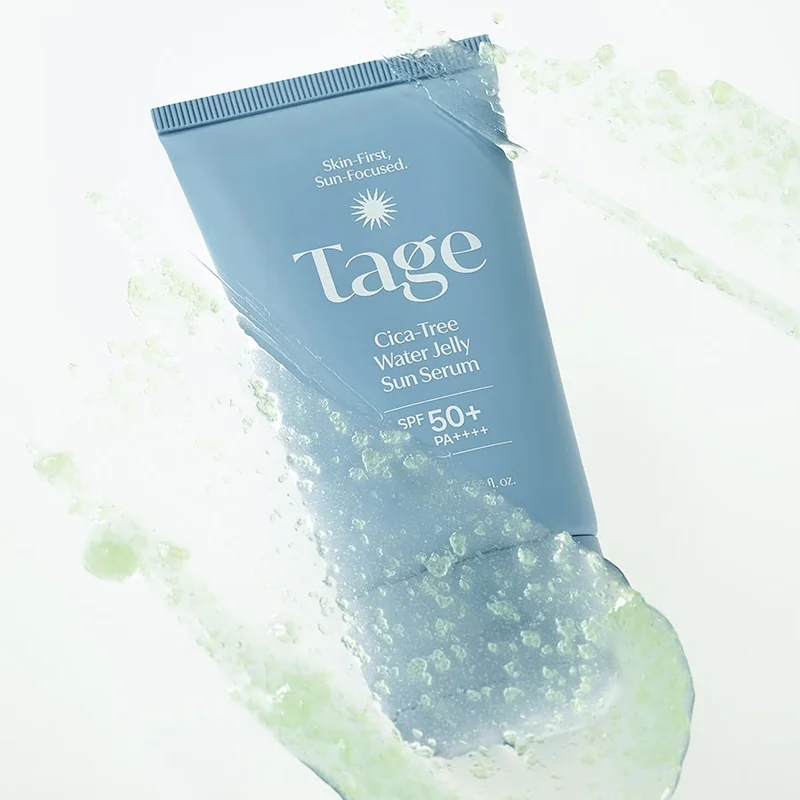 Skin-First,
Sun-Focused.
Tage
Cica-Tree
Water Jelly
Sun Serum
SPF 50+
PA++++
fl. oz.